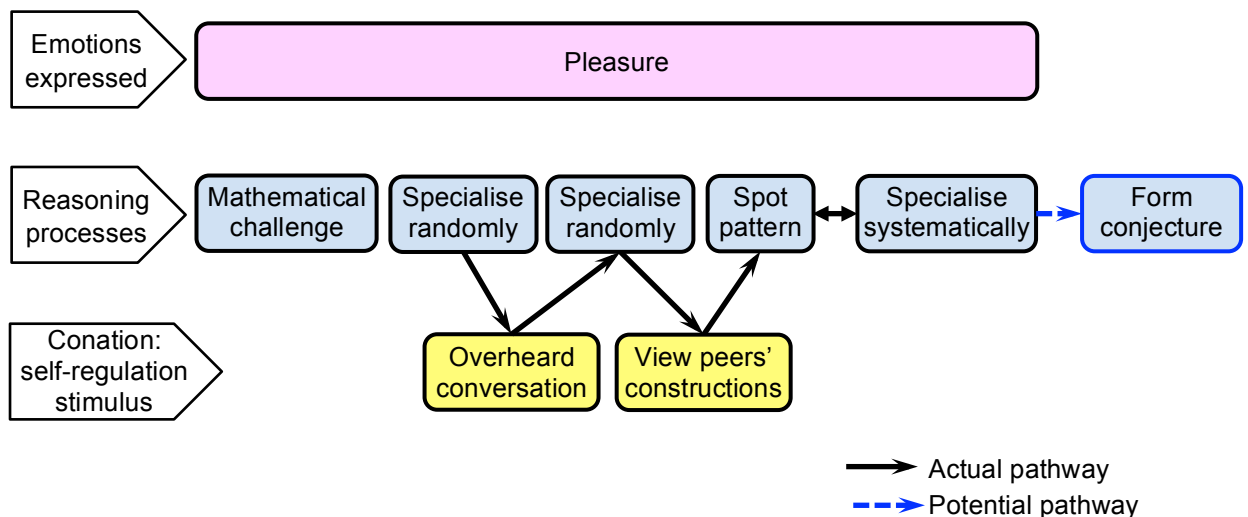 Emotions
expressed
Pleasure
Reasoning
processes
Mathematical
challenge
Specialise
randomly
Specialise
randomly
Spot
pattern
Specialise
systematically
Form
conjecture
Conation:
self-regulation
stimulus
Overheard
conversation
View peers’
constructions
Actual pathway
Potential pathway